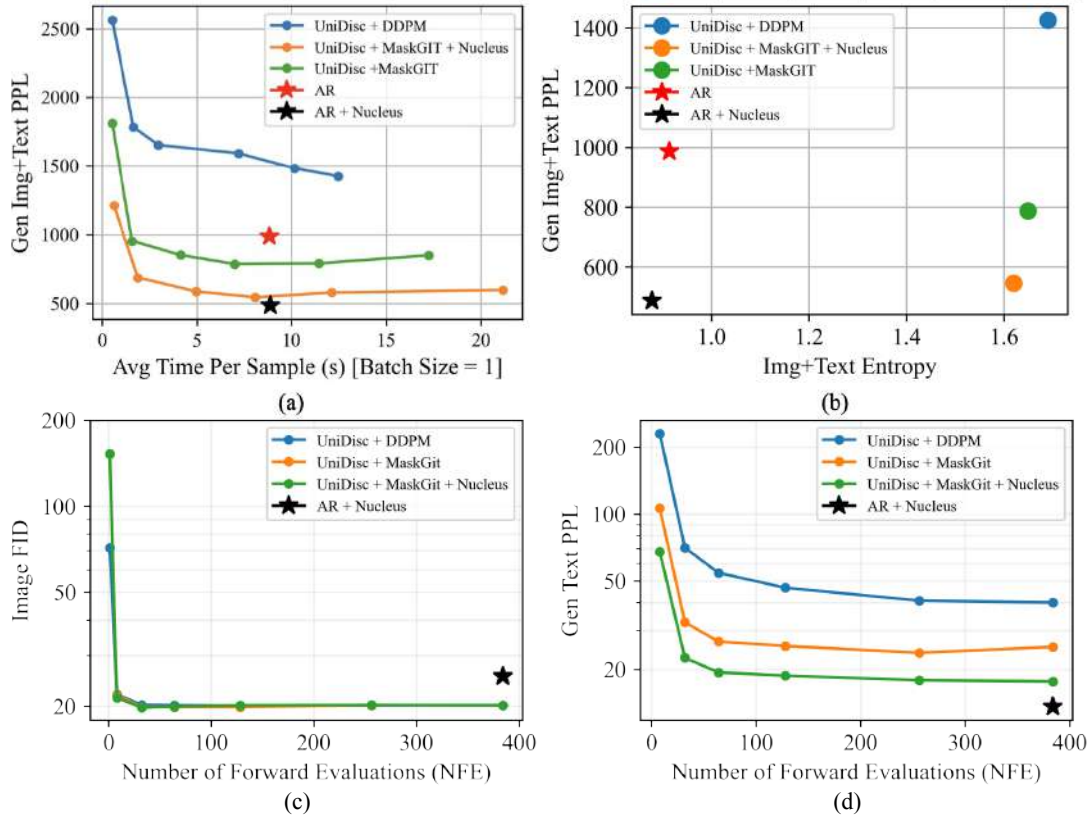 Gen Img+Text PPL
2500
2000
1500
1000
500
UniDisc + DDPM
UniDisc + MaskGIT + Nucleus
UniDisc +MaskGIT
AR
AR + Nucleus
0 5 10 15 20
Avg Time Per Sample (s) [Batch Size = 1]
(a)
Gen Img+Text PPL
1400
1200
1000
800
600
UniDisc + DDPM
UniDisc + MaskGIT + Nucleus
UniDisc +MaskGIT
AR
AR + Nucleus
1.0 1.2 1.4 1.6
Img+Text Entropy
(b)
Image FID
200
100
50
20
UniDisc + DDPM
UniDisc + MaskGit
UniDisc + MaskGit + Nucleus
AR + Nucleus
0 100 200 300 400
Number of Forward Evaluations (NFE)
(c)
Gen Text PPL
200
100
50
20
UniDisc + DDPM
UniDisc + MaskGit
UniDisc + MaskGit + Nucleus
AR + Nucleus
0 100 200 300 400
Number of Forward Evaluations (NFE)
(d)